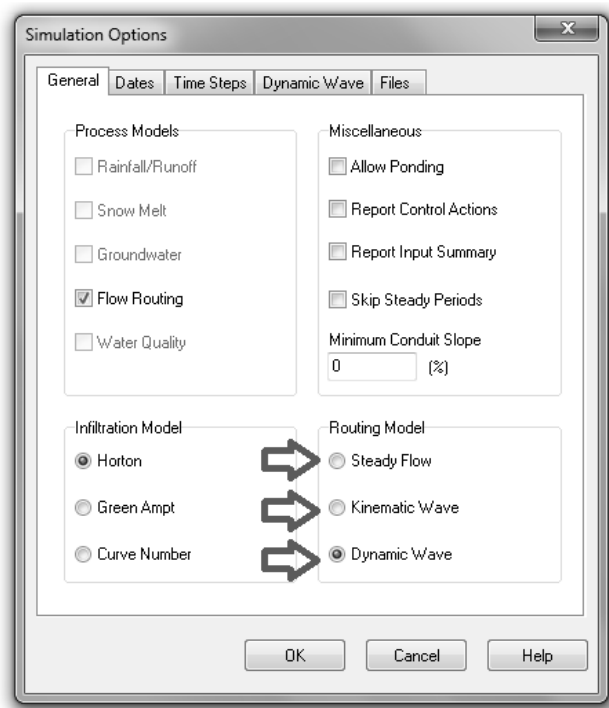 Simulation Options
General Dates Time Steps Dynamic Wave Files
Process Models
Rainfall/Runoff
Snow Melt
Groundwater
Flow Routing
Water Quality
Miscellaneous
Allow Ponding
Report Control Actions
Report Input Summary
Skip Steady Periods
Minimum Conduit Slope
0 (%)
Infiltration Model
Horton
Green Ampt
Curve Number
Routing Model
Steady Flow
Kinematic Wave
Dynamic Wave
OK Cancel Help